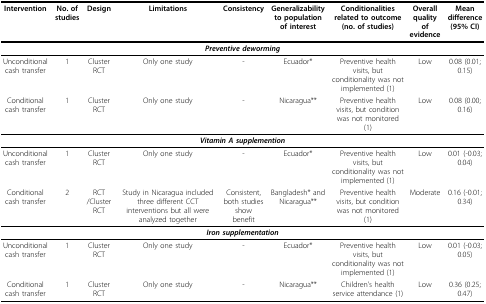 Intervention No. of studies Design Limitations Consistency Generalizability to population of interest Conditionalities related to outcome (no. of studies) Overall quality of evidence Mean difference (95% CI)
Preventive deworming
Unconditional cash transfer 1 Cluster RCT Only one study - Ecuador* Preventive health visits, but conditionality was not implemented (1) Low 0.08 (0.01; 0.15)
Conditional cash transfer 1 Cluster RCT Only one study - Nicaragua** Preventive health visits, but condition was not monitored (1) Low 0.08 (0.00; 0.16)
Vitamin A supplemention
Unconditional cash transfer 1 Cluster RCT Only one study - Ecuador* Preventive health visits, but conditionality was not implemented (1) Low 0.01 (-0.03; 0.04)
Conditional cash transfer 2 RCT /Cluster RCT Study in Nicaragua included three different CCT interventions but all were analyzed together Consistent, both studies show benefit Bangladesh* and Nicaragua** Preventive health visits, but condition was not monitored (1) Moderate 0.16 (-0.01; 0.34)
Iron supplementation
Unconditional cash transfer 1 Cluster RCT Only one study - Ecuador* Preventive health visits, but conditionality was not implemented (1) Low 0.01 (-0.03; 0.05)
Conditional cash transfer 1 Cluster RCT Only one study - Nicaragua** Children's health service attendance (1) Low 0.36 (0.25; 0.47)